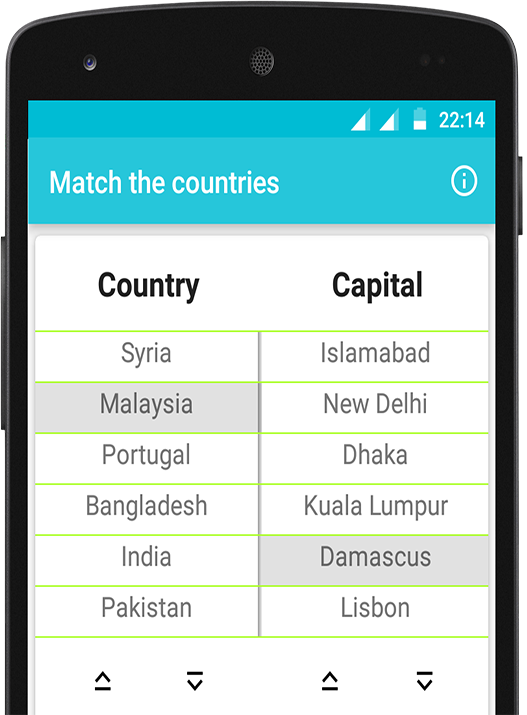 22:14
Match the countries
Country Capital
Syria Islamabad
Malaysia New Delhi
Portugal Dhaka
Bangladesh Kuala Lumpur
India Damascus
Pakistan Lisbon